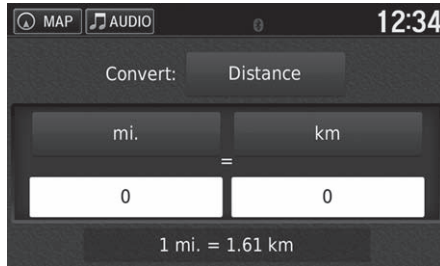 MAP AUDIO 12:34
Convert: Distance
mi. km
=
0 0
1 mi. = 1.61 km